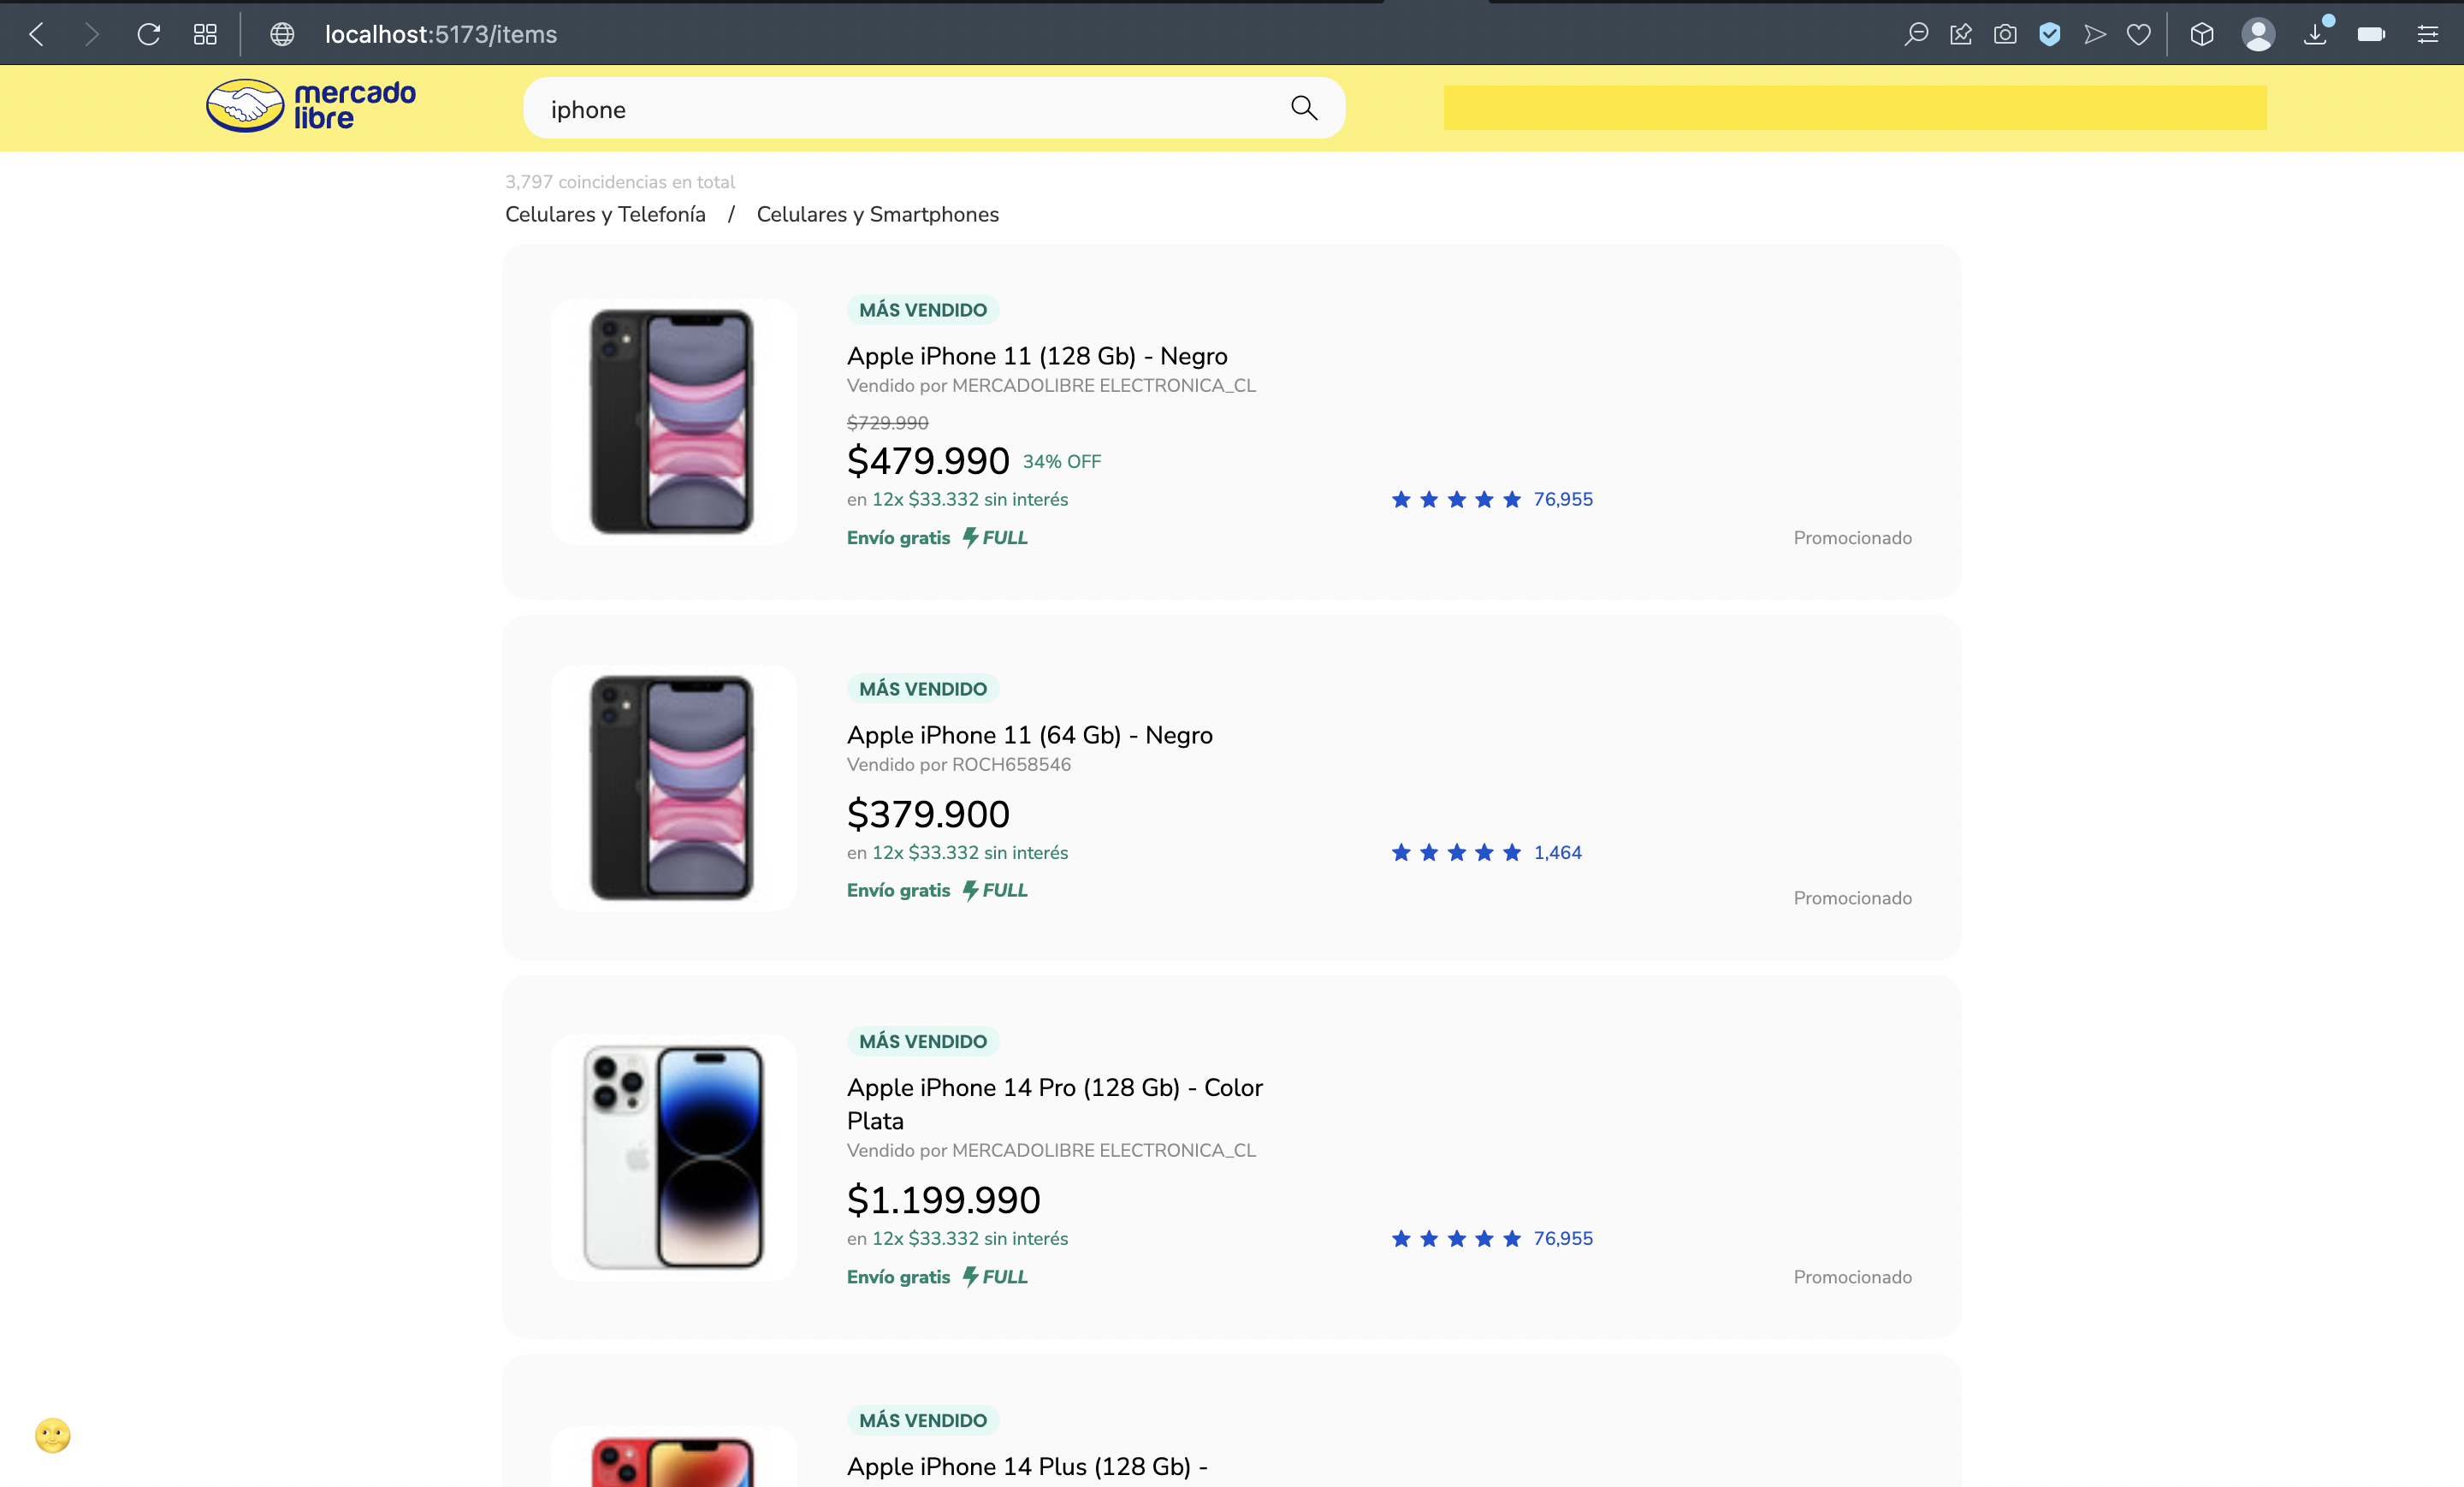 localhost:5173/items
mercado
libre
iphone
3,797 coincidencias en total
Celulares y Telefonía / Celulares y Smartphones
MÁS VENDIDO
Apple iPhone 11 (128 Gb) - Negro
Vendido por MERCADOLIBRE ELECTRONICA_CL
$729.990
$479.990 34% OFF
en 12x $33.332 sin interés
76,955
Envío gratis FULL
Promocionado
MÁS VENDIDO
Apple iPhone 11 (64 Gb) - Negro
Vendido por ROCH658546
$379.900
en 12x $33.332 sin interés
1,464
Envío gratis FULL
Promocionado
MÁS VENDIDO
Apple iPhone 14 Pro (128 Gb) - Color
Plata
Vendido por MERCADOLIBRE ELECTRONICA_CL
$1.199.990
en 12x $33.332 sin interés
76,955
Envío gratis FULL
Promocionado
MÁS VENDIDO
Apple iPhone 14 Plus (128 Gb) -